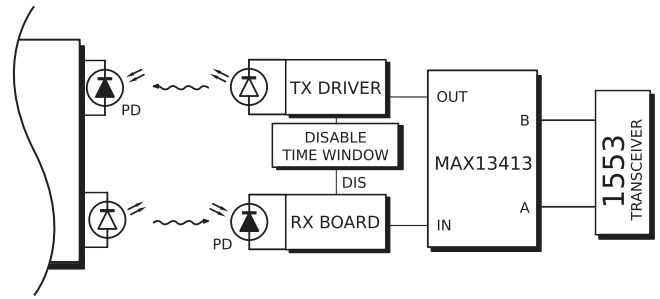 PD
TX DRIVER
OUT
DISABLE
TIME WINDOW
B
MAX13413
1553
TRANSCEIVER
DIS
A
PD
RX BOARD
IN